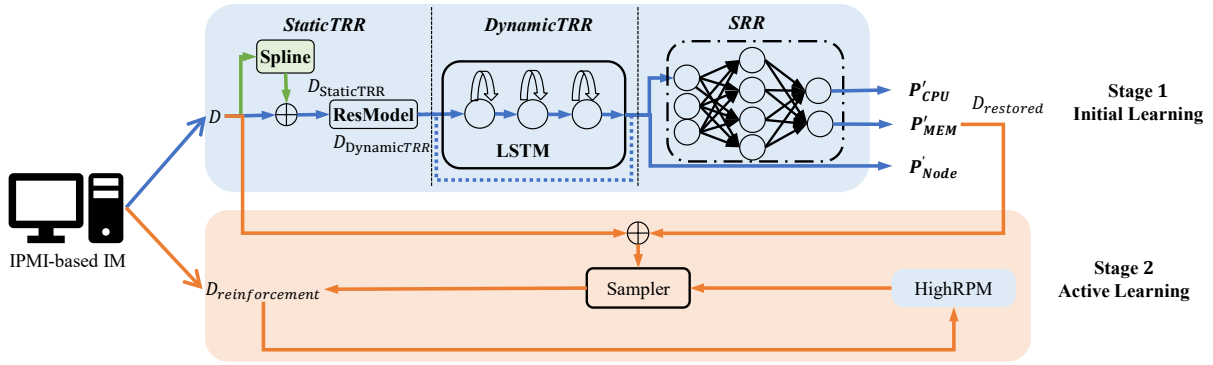 StaticTRR
DynamicTRR
SRR
Spline
D_StaticTRR
D
ResModel
D_DynamicTRR
LSTM
P'_CPU
P'_MEM
P'_Node
D_restored
Stage 1
Initial Learning
IPMI-based IM
D_reinforcement
Sampler
HighRPM
Stage 2
Active Learning